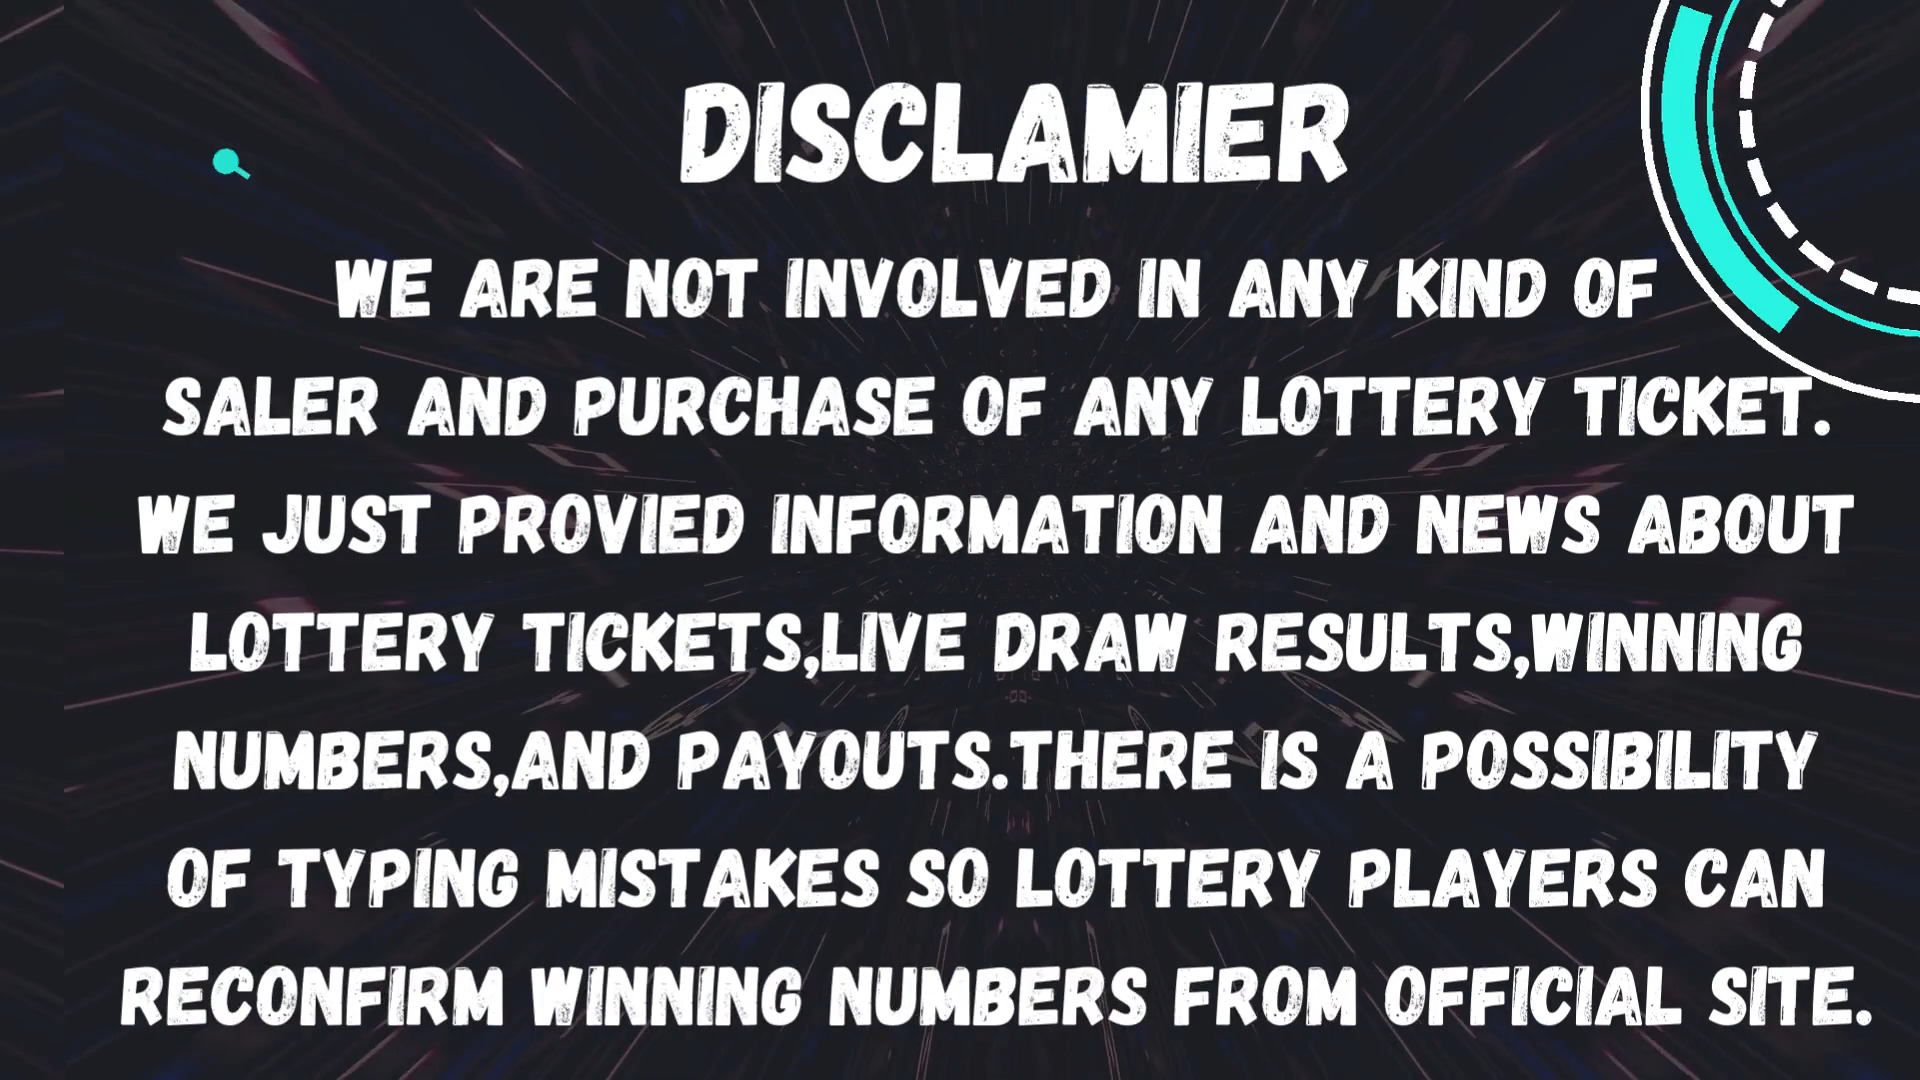 DISCLAMIER
WE ARE NOT INVOLVED IN ANY KIND OF
SALER AND PURCHASE OF ANY LOTTERY TICKET.
WE JUST PROVIED INFORMATION AND NEWS ABOUT
LOTTERY TICKETS,LIVE DRAW RESULTS,WINNING
NUMBERS,AND PAYOUTS.THERE IS A POSSIBILITY
OF TYPING MISTAKES SO LOTTERY PLAYERS CAN
RECONFIRM WINNING NUMBERS FROM OFFICIAL SITE.